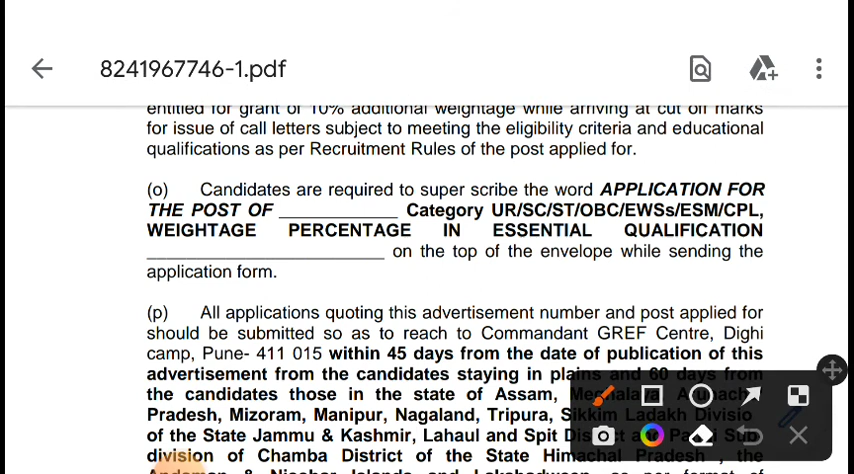 8241967746-1.pdf
entitled for grant of 10% additional weightage while arriving at cut off marks
for issue of call letters subject to meeting the eligibility criteria and educational
qualifications as per Recruitment Rules of the post applied for.
(o) Candidates are required to super scribe the word APPLICATION FOR
THE POST OF ____________ Category UR/SC/ST/OBC/EWSs/ESM/CPL,
WEIGHTAGE PERCENTAGE IN ESSENTIAL QUALIFICATION
________________________ on the top of the envelope while sending the
application form.
(p) All applications quoting this advertisement number and post applied for
should be submitted so as to reach to Commandant GREF Centre, Dighi
camp, Pune- 411 015 within 45 days from the date of publication of this
advertisement from the candidates staying in plains and 60 days from
the candidates those in the state of Assam, Meghalaya Arunachal
Pradesh, Mizoram, Manipur, Nagaland, Tripura, Sikkim Ladakh Divisio
of the State Jammu & Kashmir, Lahaul and Spit Sub
division of Chamba District of the State Himachal Pradesh , the